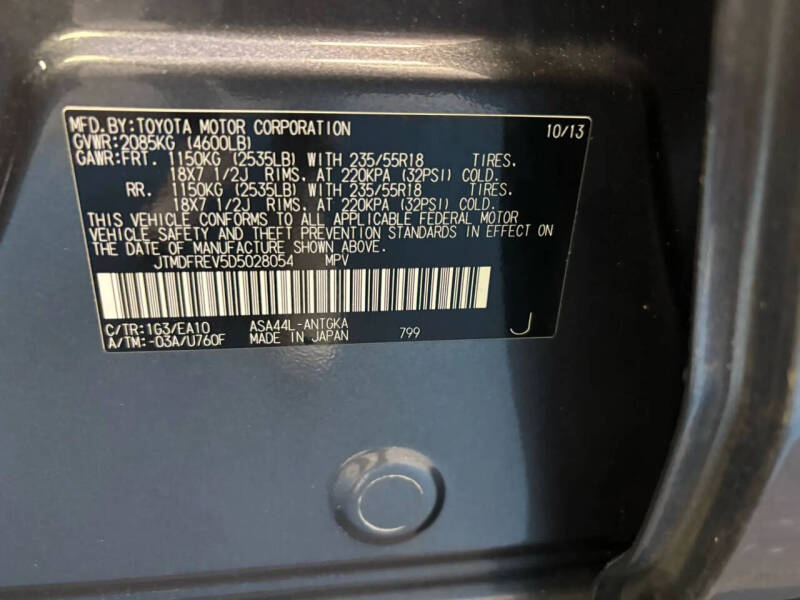 MFD.BY:TOYOTA MOTOR CORPORATION 10/13
GVWR:2085KG (4600LB)
GAWR:FRT. 1150KG (2535LB) WITH 235/55R18 TIRES.
18X7 1/2J RIMS. AT 220KPA (32PSI) COLD.
RR. 1150KG (2535LB) WITH 235/55R18 TIRES.
18X7 1/2J RIMS. AT 220KPA (32PSI) COLD.
THIS VEHICLE CONFORMS TO ALL APPLICABLE FEDERAL MOTOR
VEHICLE SAFETY AND THEFT PREVENTION STANDARDS IN EFFECT ON
THE DATE OF MANUFACTURE SHOWN ABOVE.
JTMDFREV5D5028054 MPV
C/TR:1G3/EA10 ASA44L-ANTGKA J
A/TM:-03A/U760F MADE IN JAPAN 799